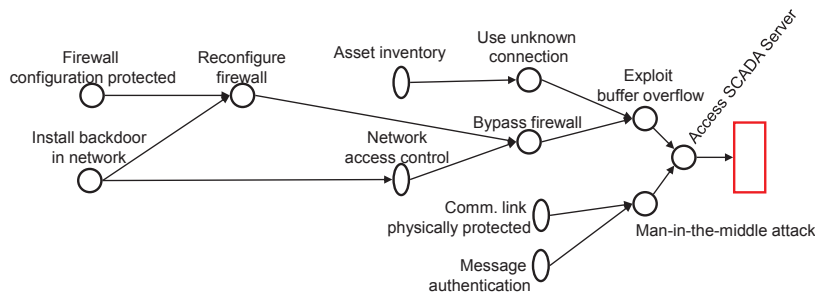 Firewall
configuration protected
Reconfigure
firewall
Asset inventory
Use unknown
connection
Exploit
buffer overflow
Access SCADA Server
Install backdoor
in network
Network
access control
Bypass firewall
Comm. link
physically protected
Man-in-the-middle attack
Message
authentication